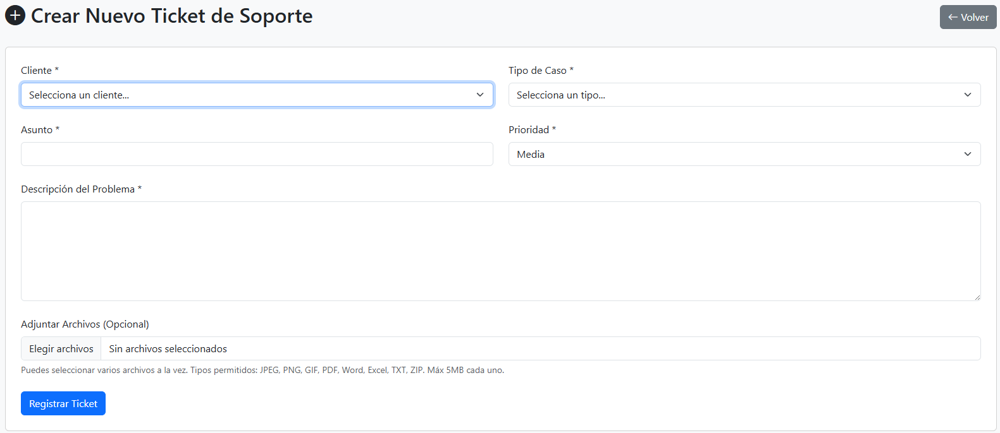 Crear Nuevo Ticket de Soporte
← Volver
Cliente *
Tipo de Caso *
Selecciona un cliente...
Selecciona un tipo...
Asunto *
Prioridad *
Media
Descripción del Problema *
Adjuntar Archivos (Opcional)
Elegir archivos Sin archivos seleccionados
Puedes seleccionar varios archivos a la vez. Tipos permitidos: JPEG, PNG, GIF, PDF, Word, Excel, TXT, ZIP. Máx 5MB cada uno.
Registrar Ticket